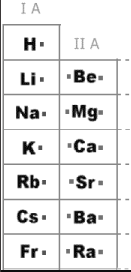 I A
H· II A
Li· ·Be·
Na· ·Mg·
K· ·Ca·
Rb· ·Sr·
Cs· ·Ba·
Fr· ·Ra·